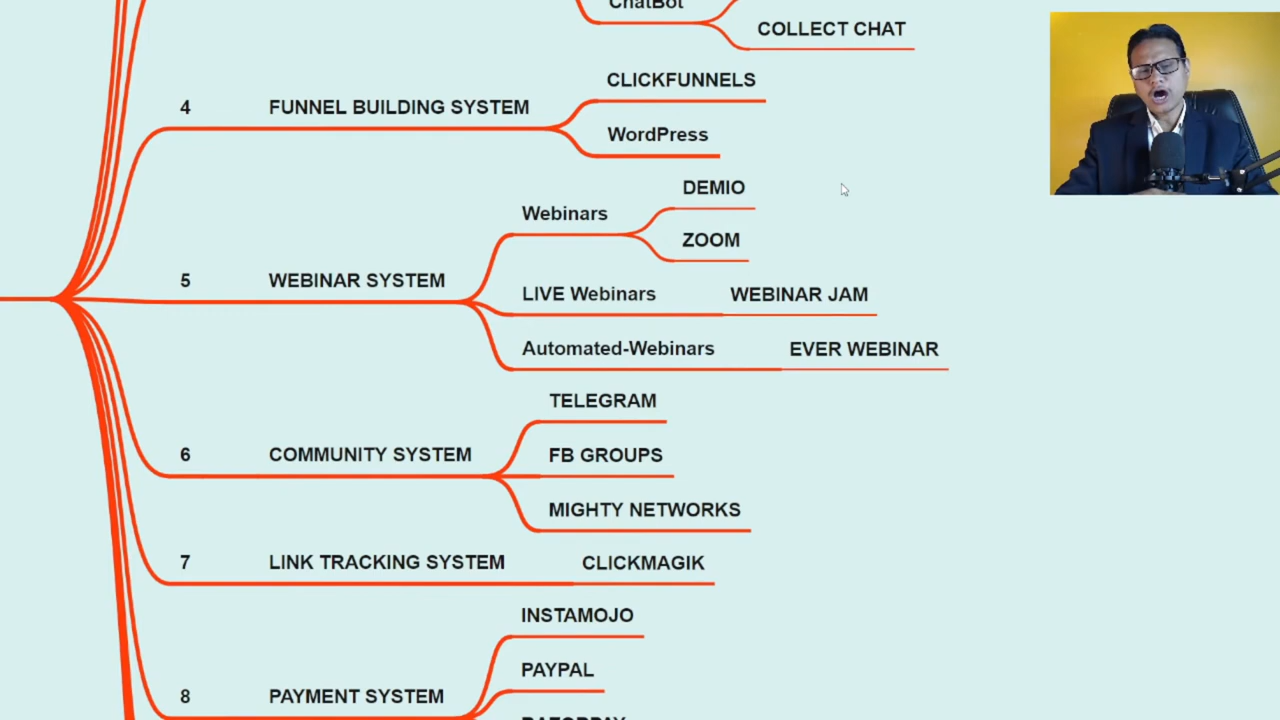 ChatBot
COLLECT CHAT
4 FUNNEL BUILDING SYSTEM
CLICKFUNNELS
WordPress
5 WEBINAR SYSTEM
Webinars
DEMIO
ZOOM
LIVE Webinars
WEBINAR JAM
Automated-Webinars
EVER WEBINAR
6 COMMUNITY SYSTEM
TELEGRAM
FB GROUPS
MIGHTY NETWORKS
7 LINK TRACKING SYSTEM
CLICKMAGIK
8 PAYMENT SYSTEM
INSTAMOJO
PAYPAL